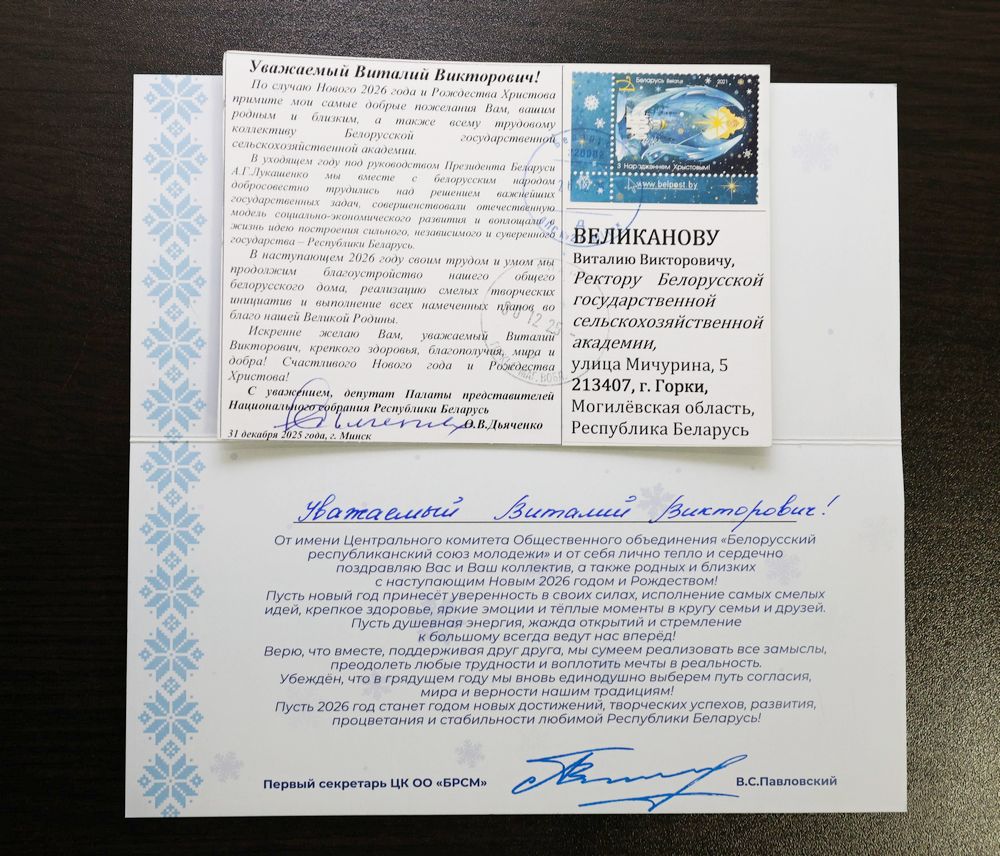 Уважаемый Виталий Викторович!
По случаю Нового 2026 года и Рождества Христова
примите мои самые добрые пожелания Вам, вашим
родным и близким, а также всему трудовому
коллективу Белорусской государственной
сельскохозяйственной академии.
В уходящем году под руководством Президента Беларуси
А.Г.Лукашенко мы вместе с белорусским народом
добросовестно трудились над решением важнейших
государственных задач, совершенствовали отечественную
модель социально-экономического развития и воплощали в
жизнь идею построения сильного, независимого и суверенного
государства – Республики Беларусь.
В наступающем 2026 году своим трудом и умом мы
продолжим благоустройство нашего общего
белорусского дома, реализацию смелых творческих
инициатив и выполнение всех намеченных планов во
благо нашей Великой Родины.
Искренне желаю Вам, уважаемый Виталий
Викторович, крепкого здоровья, благополучия, мира и
добра! Счастливого Нового года и Рождества
Христова!
С уважением, депутат Палаты представителей
Национального собрания Республики Беларусь
О.В.Дьяченко
31 декабря 2025 года, г. Минск
Беларусь Belarus 2021
З Нараджэннем Хрыстовым!
www.belpost.by
12 25
ВЕЛИКАНОВУ
Виталию Викторовичу,
Ректору Белорусской
государственной
сельскохозяйственной
академии,
улица Мичурина, 5
213407, г. Горки,
Могилёвская область,
Республика Беларусь
Уважаемый Виталий Викторович!
От имени Центрального комитета Общественного объединения «Белорусский
республиканский союз молодежи» и от себя лично тепло и сердечно
поздравляю Вас и Ваш коллектив, а также родных и близких
с наступающим Новым 2026 годом и Рождеством!
Пусть новый год принесёт уверенность в своих силах, исполнение самых смелых
идей, крепкое здоровье, яркие эмоции и тёплые моменты в кругу семьи и друзей.
Пусть душевная энергия, жажда открытий и стремление
к большому всегда ведут нас вперёд!
Верю, что вместе, поддерживая друг друга, мы сумеем реализовать все замыслы,
преодолеть любые трудности и воплотить мечты в реальность.
Убеждён, что в грядущем году мы вновь единодушно выберем путь согласия,
мира и верности нашим традициям!
Пусть 2026 год станет годом новых достижений, творческих успехов, развития,
процветания и стабильности любимой Республики Беларусь!
Первый секретарь ЦК ОО «БРСМ» В.С.Павловский